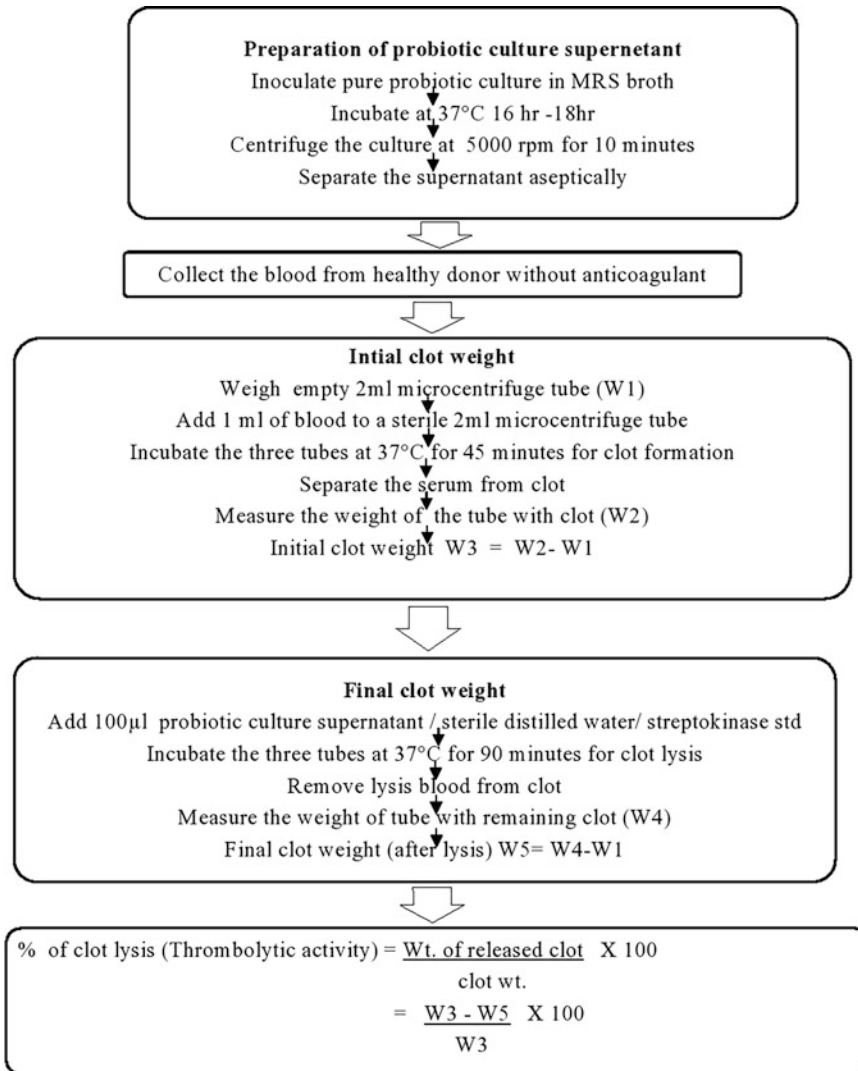 Preparation of probiotic culture supernetant
Inoculate pure probiotic culture in MRS broth
Incubate at 37°C 16 hr -18hr
Centrifuge the culture at 5000 rpm for 10 minutes
Separate the supernatant aseptically
Collect the blood from healthy donor without anticoagulant
Intial clot weight
Weigh empty 2ml microcentrifuge tube (W1)
Add 1 ml of blood to a sterile 2ml microcentrifuge tube
Incubate the three tubes at 37°C for 45 minutes for clot formation
Separate the serum from clot
Measure the weight of the tube with clot (W2)
Initial clot weight W3 = W2- W1
Final clot weight
Add 100µl probiotic culture supernatant / sterile distilled water/ streptokinase std
Incubate the three tubes at 37°C for 90 minutes for clot lysis
Remove lysis blood from clot
Measure the weight of tube with remaining clot (W4)
Final clot weight (after lysis) W5= W4-W1
% of clot lysis (Thrombolytic activity) = Wt. of released clot X 100
clot wt.
= W3 - W5 X 100
W3